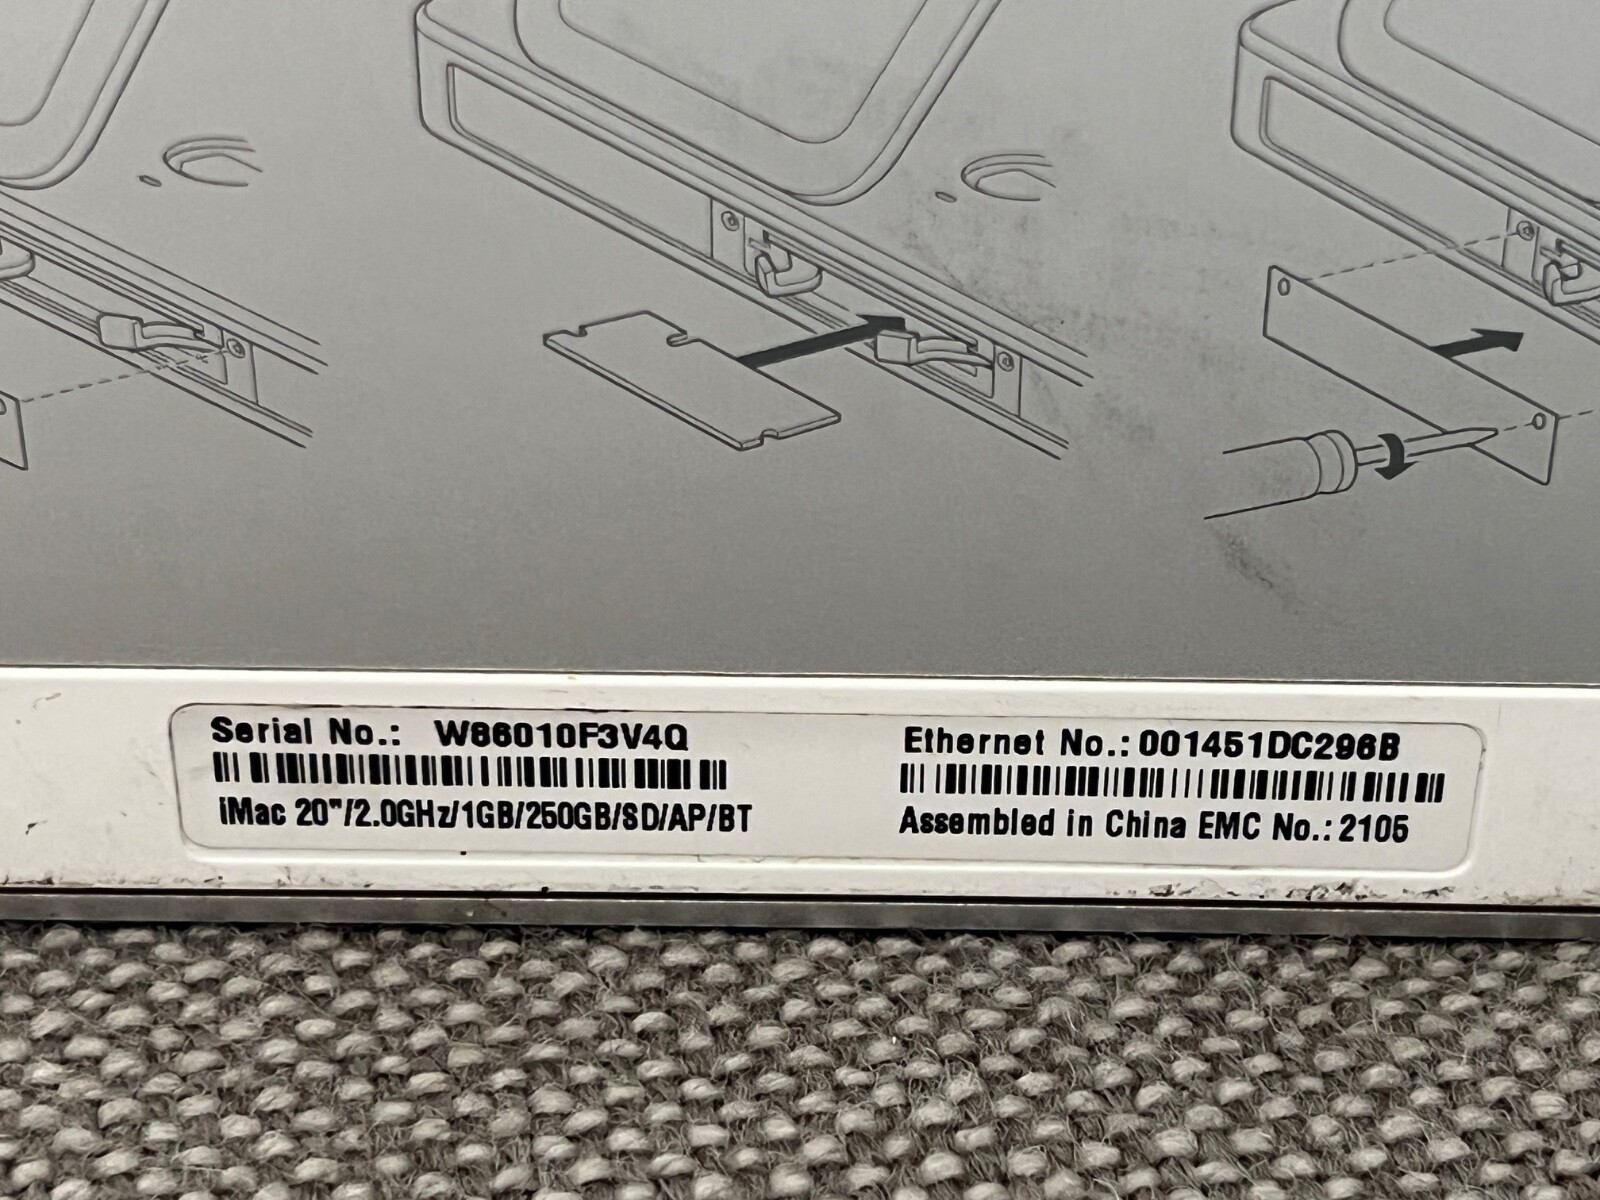 Serial No.: W86010F3V4Q
iMac 20"/2.0GHz/1GB/250GB/SD/AP/BT
Ethernet No.: 001451DC296B
Assembled in China EMC No.: 2105